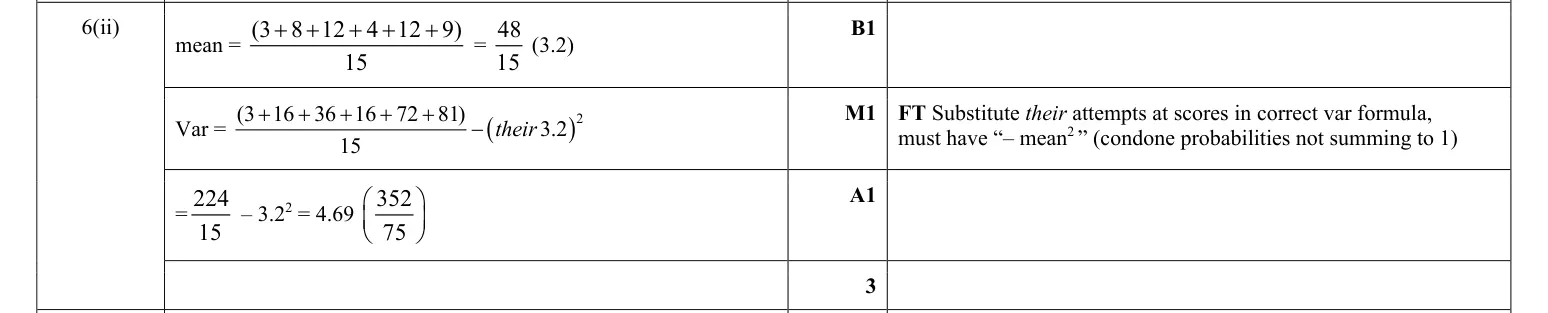 6(ii)
mean = (3+8+12+4+12+9)/15 = 48/15 (3.2)
B1
Var = (3+16+36+16+72+81)/15 −(their 3.2)²
M1
FT Substitute their attempts at scores in correct var formula,
must have “– mean²” (condone probabilities not summing to 1)
= 224/15 – 3.2² = 4.69 (352/75)
A1
3